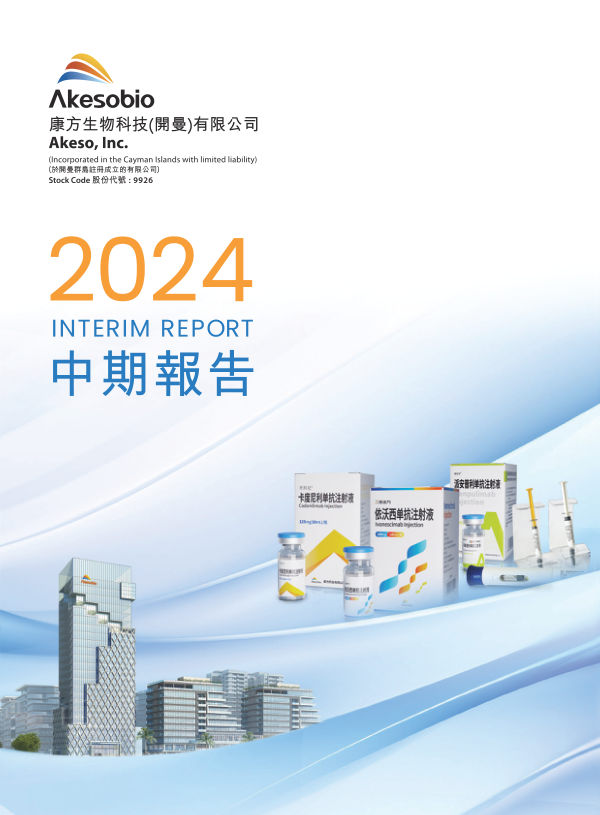 Akesobio
康方生物科技(開曼)有限公司
Akeso, Inc.
(Incorporated in the Cayman Islands with limited liability)
(於開曼群島註冊成立的有限公司)
Stock Code 股份代號 : 9926
2024
INTERIM REPORT
中期報告
卡度尼利单抗注射液
Cadonilimab Injection
依沃西单抗注射液
Ivonescimab Injection
派安普利单抗注射液